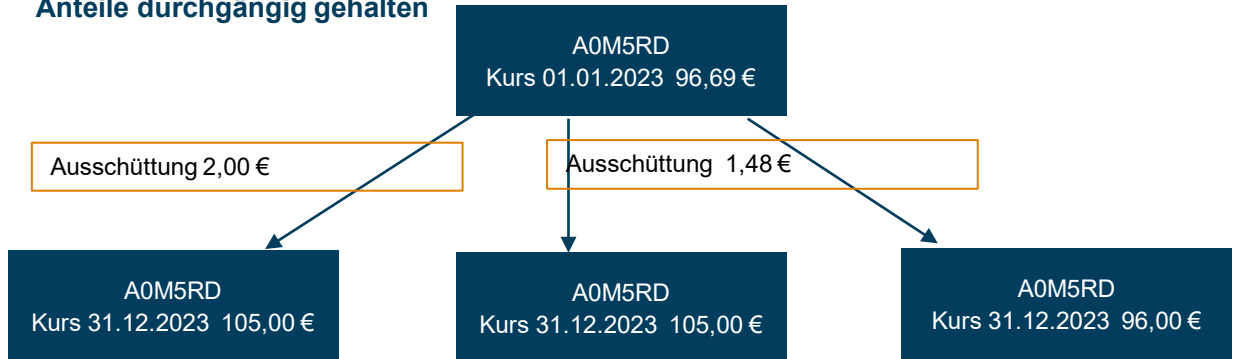 Anteile durchgängig gehalten
A0M5RD
Kurs 01.01.2023 96,69 €
Ausschüttung 2,00 €
Ausschüttung 1,48 €
A0M5RD
Kurs 31.12.2023 105,00 €
A0M5RD
Kurs 31.12.2023 105,00 €
A0M5RD
Kurs 31.12.2023 96,00 €